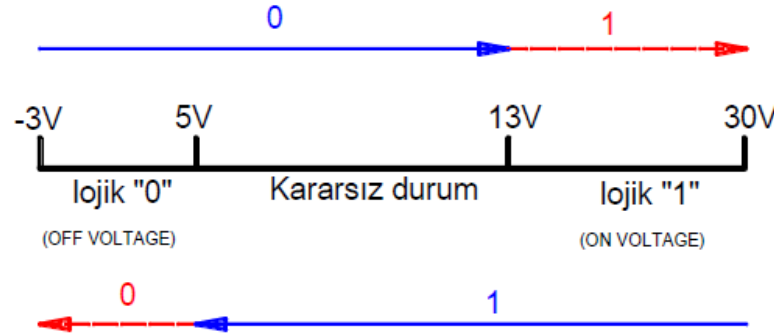 0 1
-3V 5V 13V 30V
lojik "0" Kararsız durum lojik "1"
(OFF VOLTAGE) (ON VOLTAGE)
0 1